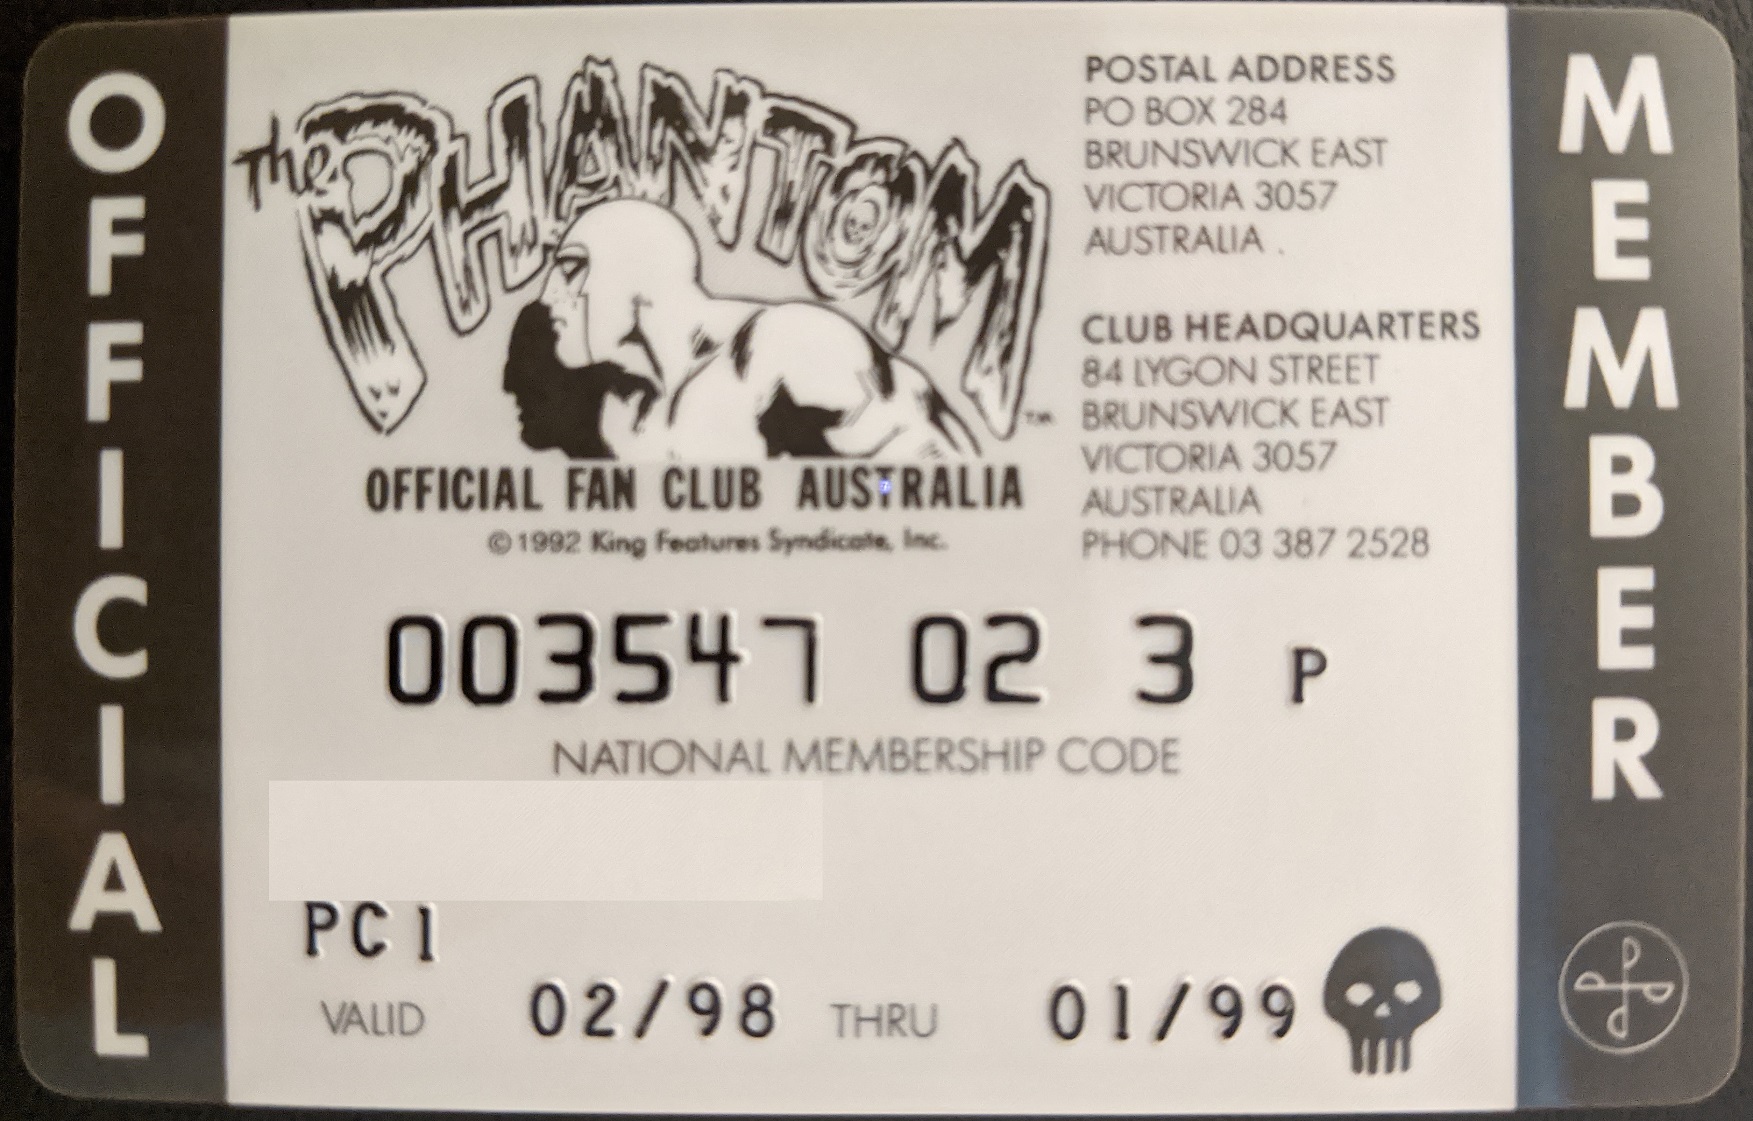 OFFICIAL
The PHANTOM
TM
OFFICIAL FAN CLUB AUSTRALIA
© 1992 King Features Syndicate, Inc.
POSTAL ADDRESS
PO BOX 284
BRUNSWICK EAST
VICTORIA 3057
AUSTRALIA .
CLUB HEADQUARTERS
84 LYGON STREET
BRUNSWICK EAST
VICTORIA 3057
AUSTRALIA
PHONE 03 387 2528
003547 02 3 P
NATIONAL MEMBERSHIP CODE
PC1
VALID 02/98 THRU 01/99
MEMBER